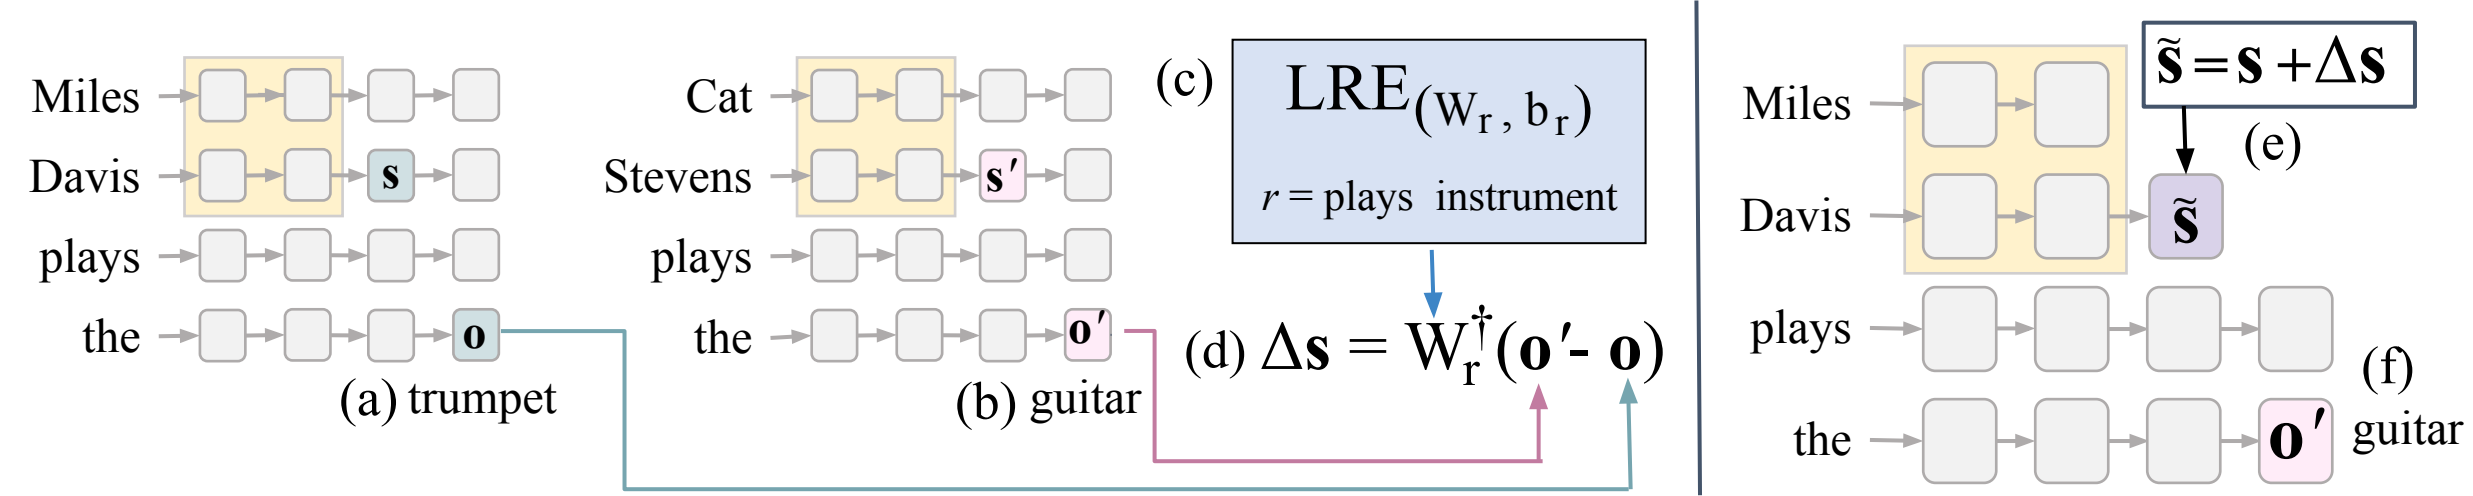 Miles
Davis s
plays
the o
(a) trumpet
Cat
Stevens s′
plays
the o′
(b) guitar
(c) LRE(Wr , br)
r = plays instrument
(d) Δs = Wr†(o′- o)
s̃ = s + Δs
(e)
Miles
Davis s̃
plays
the o′
(f)
guitar